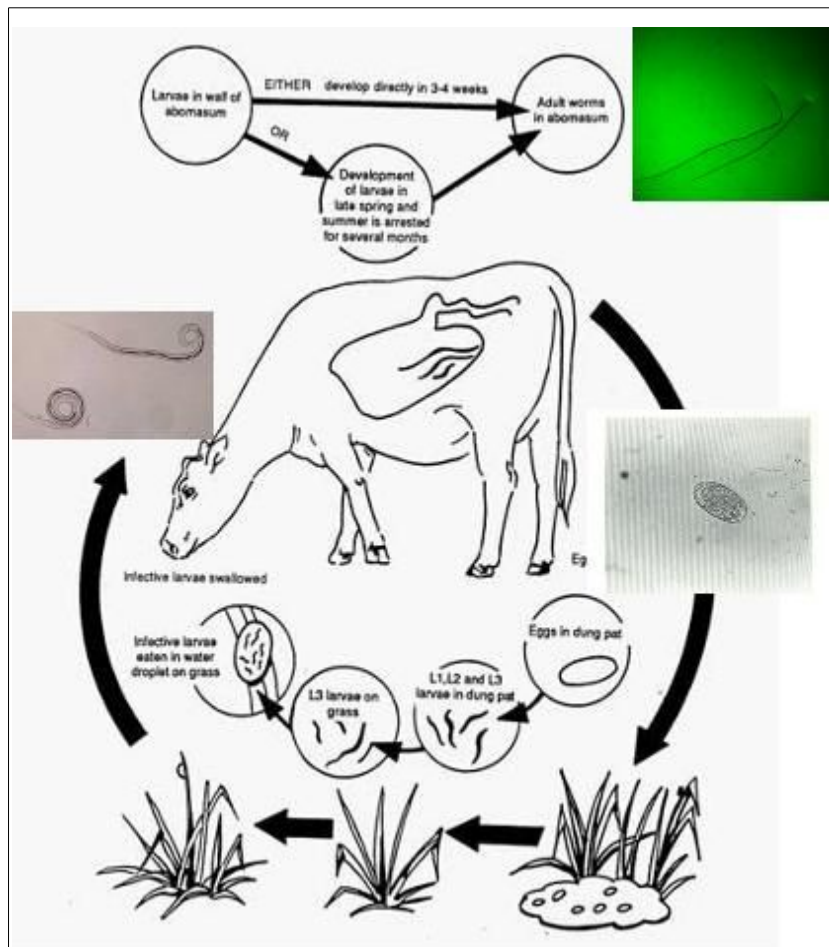 Larvae in wall of
abomasum
EITHER develop directly in 3-4 weeks
Adult worms
in abomasum
OR
Development
of larvae in
late spring and
summer is arrested
for several months
Eg
Infective larvae swallowed
Infective larvae
eaten in water
droplet on grass
L3 larvae on
grass
L1,L2 and L3
larvae in dung pat
Eggs in dung pat